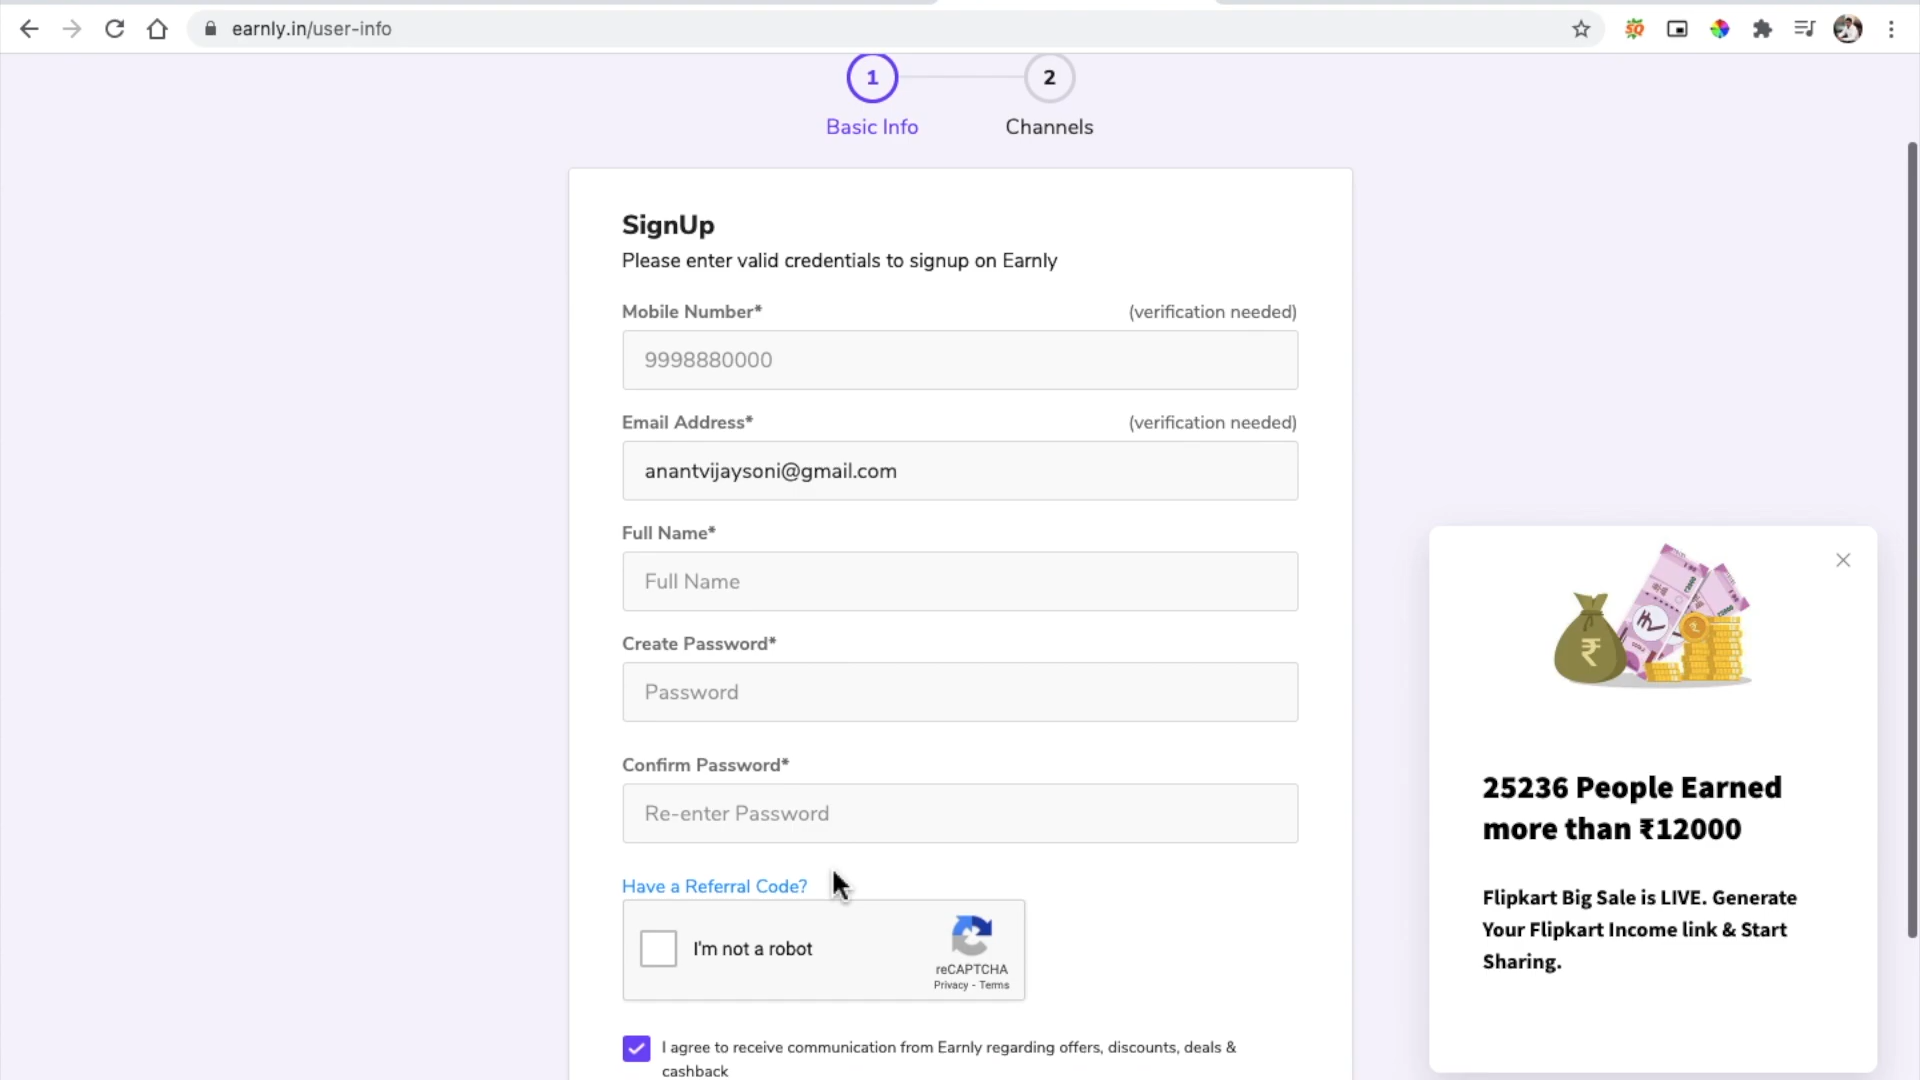 earnly.in/user-info
SQ
1
2
Basic Info
Channels
SignUp
Please enter valid credentials to signup on Earnly
Mobile Number*
(verification needed)
9998880000
Email Address*
(verification needed)
anantvijaysoni@gmail.com
Full Name*
Full Name
Create Password*
Password
Confirm Password*
Re-enter Password
Have a Referral Code?
I'm not a robot
reCAPTCHA
Privacy - Terms
I agree to receive communication from Earnly regarding offers, discounts, deals &
cashback
₹
25236 People Earned
more than ₹12000
Flipkart Big Sale is LIVE. Generate
Your Flipkart Income link & Start
Sharing.